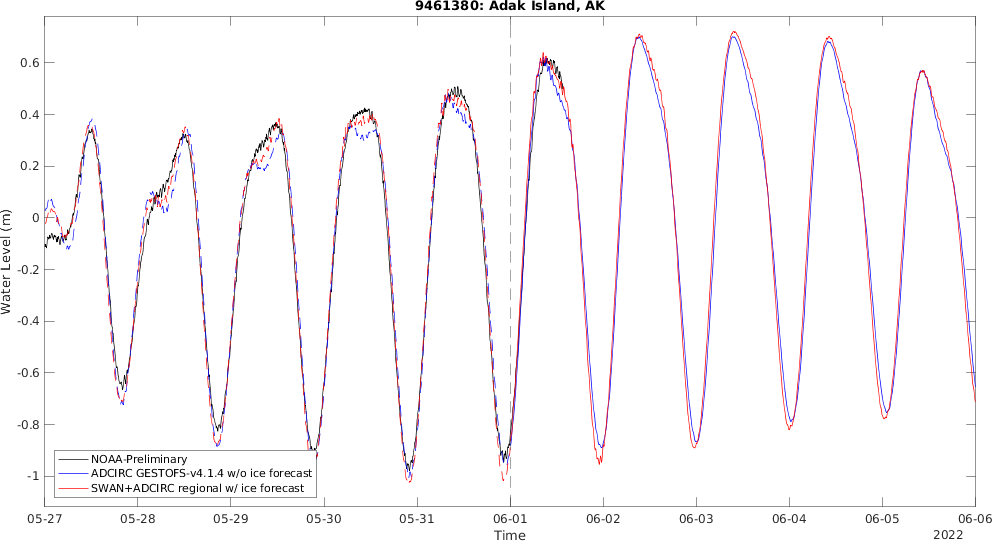 9461380: Adak Island, AK
Water Level (m)
0.6
0.4
0.2
0
-0.2
-0.4
-0.6
-0.8
-1
NOAA-Preliminary
ADCIRC GESTOFS-v4.1.4 w/o ice forecast
SWAN+ADCIRC regional w/ ice forecast
05-27 05-28 05-29 05-30 05-31 06-01 06-02 06-03 06-04 06-05 06-06
Time
2022